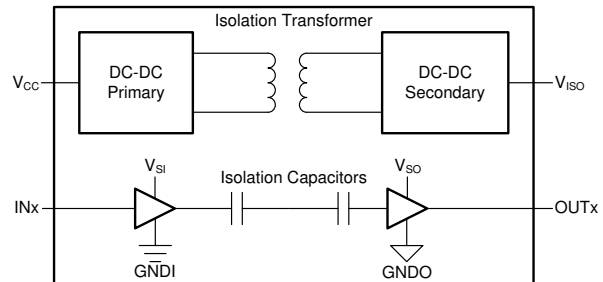 Isolation Transformer
DC-DC
Primary
DC-DC
Secondary
VCC
VISO
VSI
Isolation Capacitors
VSO
INx
OUTx
GNDI
GNDO